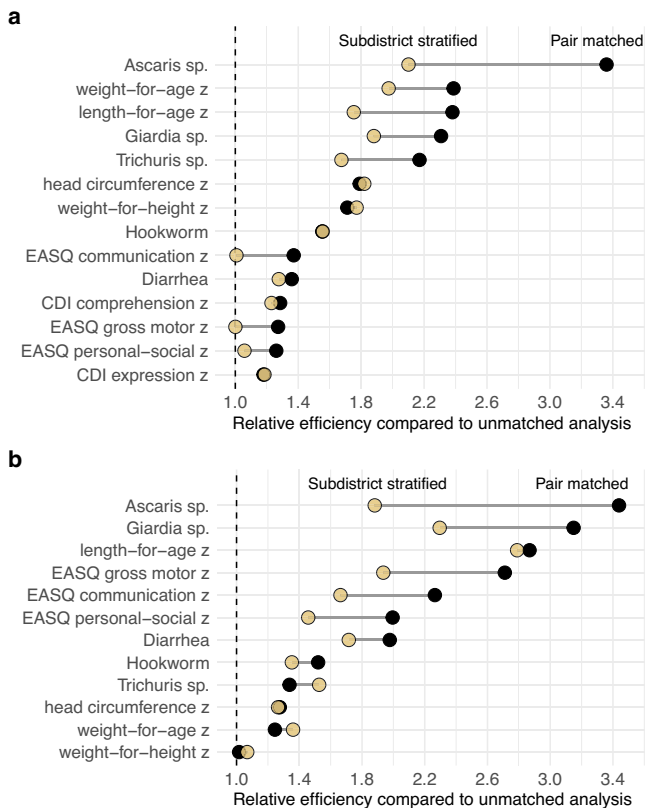 a
Subdistrict stratified Pair matched
Ascaris sp.
weight−for−age z
length−for−age z
Giardia sp.
Trichuris sp.
head circumference z
weight−for−height z
Hookworm
EASQ communication z
Diarrhea
CDI comprehension z
EASQ gross motor z
EASQ personal−social z
CDI expression z
1.0 1.4 1.8 2.2 2.6 3.0 3.4
Relative efficiency compared to unmatched analysis
b
Subdistrict stratified Pair matched
Ascaris sp.
Giardia sp.
length−for−age z
EASQ gross motor z
EASQ communication z
EASQ personal−social z
Diarrhea
Hookworm
Trichuris sp.
head circumference z
weight−for−age z
weight−for−height z
1.0 1.4 1.8 2.2 2.6 3.0 3.4
Relative efficiency compared to unmatched analysis